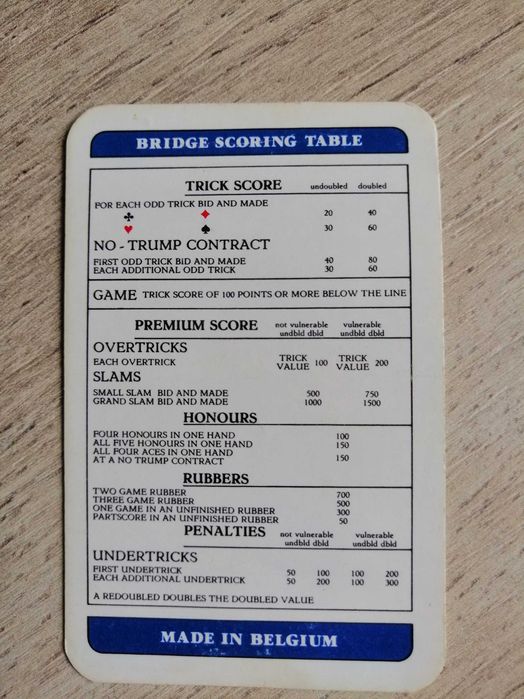 BRIDGE SCORING TABLE
TRICK SCORE undoubled doubled
FOR EACH ODD TRICK BID AND MADE
♣ ♦ 20 40
♥ ♠ 30 60
NO - TRUMP CONTRACT
FIRST ODD TRICK BID AND MADE 40 80
EACH ADDITIONAL ODD TRICK 30 60
GAME TRICK SCORE OF 100 POINTS OR MORE BELOW THE LINE
PREMIUM SCORE not vulnerable vulnerable
undbld dbld undbld dbld
OVERTRICKS
EACH OVERTRICK TRICK VALUE 100 TRICK VALUE 200
SLAMS
SMALL SLAM BID AND MADE 500 750
GRAND SLAM BID AND MADE 1000 1500
HONOURS
FOUR HONOURS IN ONE HAND 100
ALL FIVE HONOURS IN ONE HAND 150
ALL FOUR ACES IN ONE HAND
AT A NO TRUMP CONTRACT 150
RUBBERS
TWO GAME RUBBER 700
THREE GAME RUBBER 500
ONE GAME IN AN UNFINISHED RUBBER 300
PARTSCORE IN AN UNFINISHED RUBBER 50
PENALTIES not vulnerable vulnerable
undbld dbld undbld dbld
UNDERTRICKS
FIRST UNDERTRICK 50 100 100 200
EACH ADDITIONAL UNDERTRICK 50 200 100 300
A REDOUBLED DOUBLES THE DOUBLED VALUE
MADE IN BELGIUM